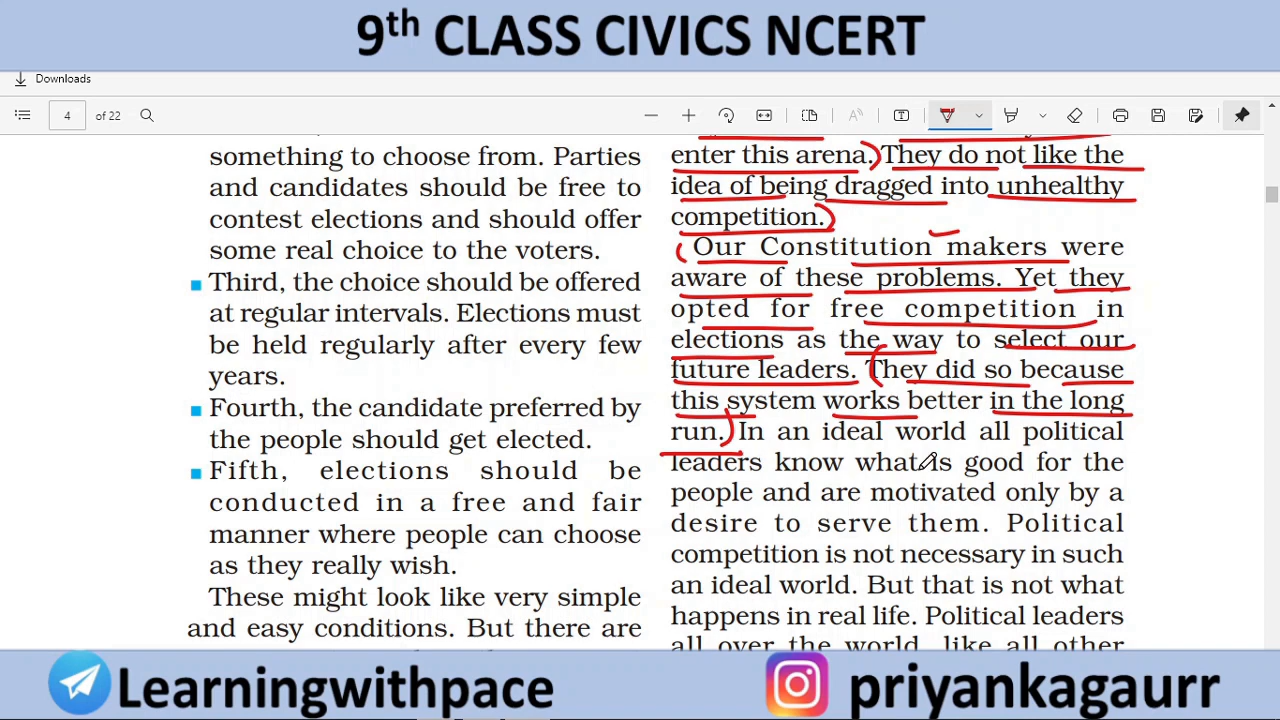 9th CLASS CIVICS NCERT
Downloads
4 of 22
something to choose from. Parties
and candidates should be free to
contest elections and should offer
some real choice to the voters.
Third, the choice should be offered
at regular intervals. Elections must
be held regularly after every few
years.
Fourth, the candidate preferred by
the people should get elected.
Fifth, elections should be
conducted in a free and fair
manner where people can choose
as they really wish.
These might look like very simple
and easy conditions. But there are
enter this arena. They do not like the
idea of being dragged into unhealthy
competition.
Our Constitution makers were
aware of these problems. Yet they
opted for free competition in
elections as the way to select our
future leaders. They did so because
this system works better in the long
run. In an ideal world all political
leaders know what is good for the
people and are motivated only by a
desire to serve them. Political
competition is not necessary in such
an ideal world. But that is not what
happens in real life. Political leaders
all over the world, like all other
Learningwithpace
priyankagaurr